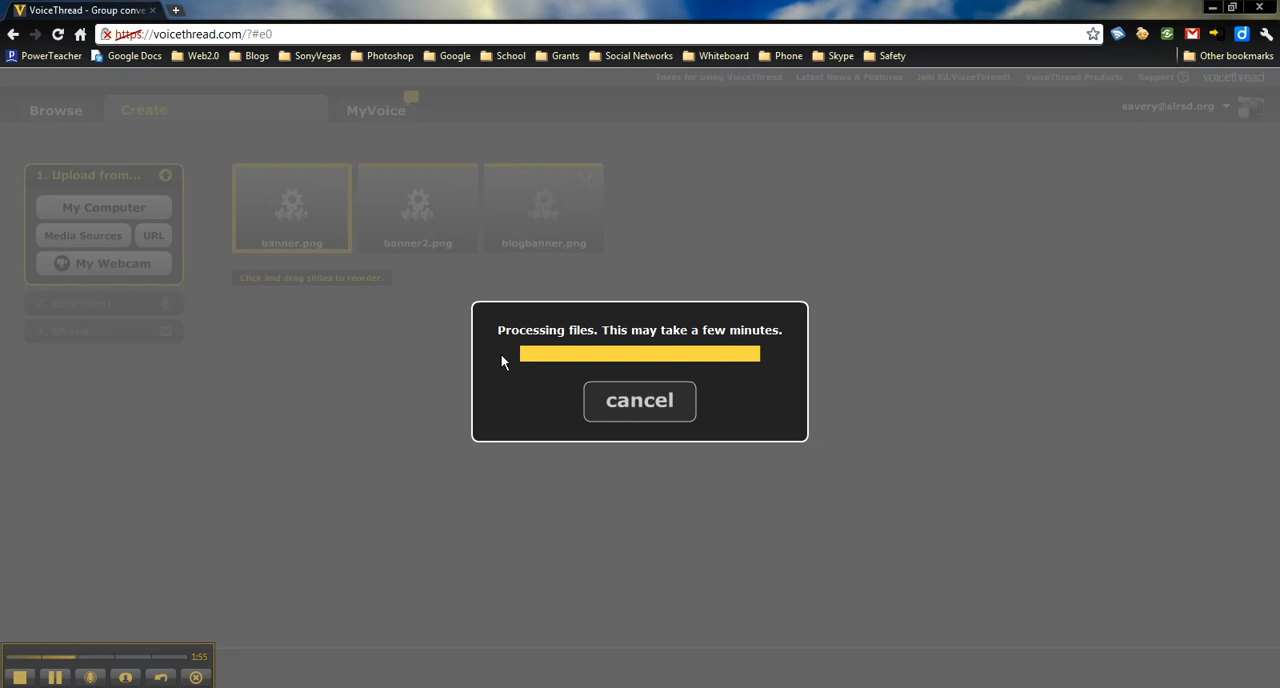 VoiceThread - Group conve
https://voicethread.com/?#e0
PowerTeacher Google Docs Web2.0 Blogs SonyVegas Photoshop Google School Grants Social Networks Whiteboard Phone Skype Safety Other bookmarks
Ideas for using VoiceThread Latest News & Features Join Ed.VoiceThread! VoiceThread Products Support ? voicethread
Browse Create MyVoice savery@slrsd.org
1. Upload from...
My Computer
Media Sources URL
My Webcam
2. Comment
3. Share
banner.png banner2.png blogbanner.png
Click and drag slides to reorder.
Processing files. This may take a few minutes.
cancel
1:55